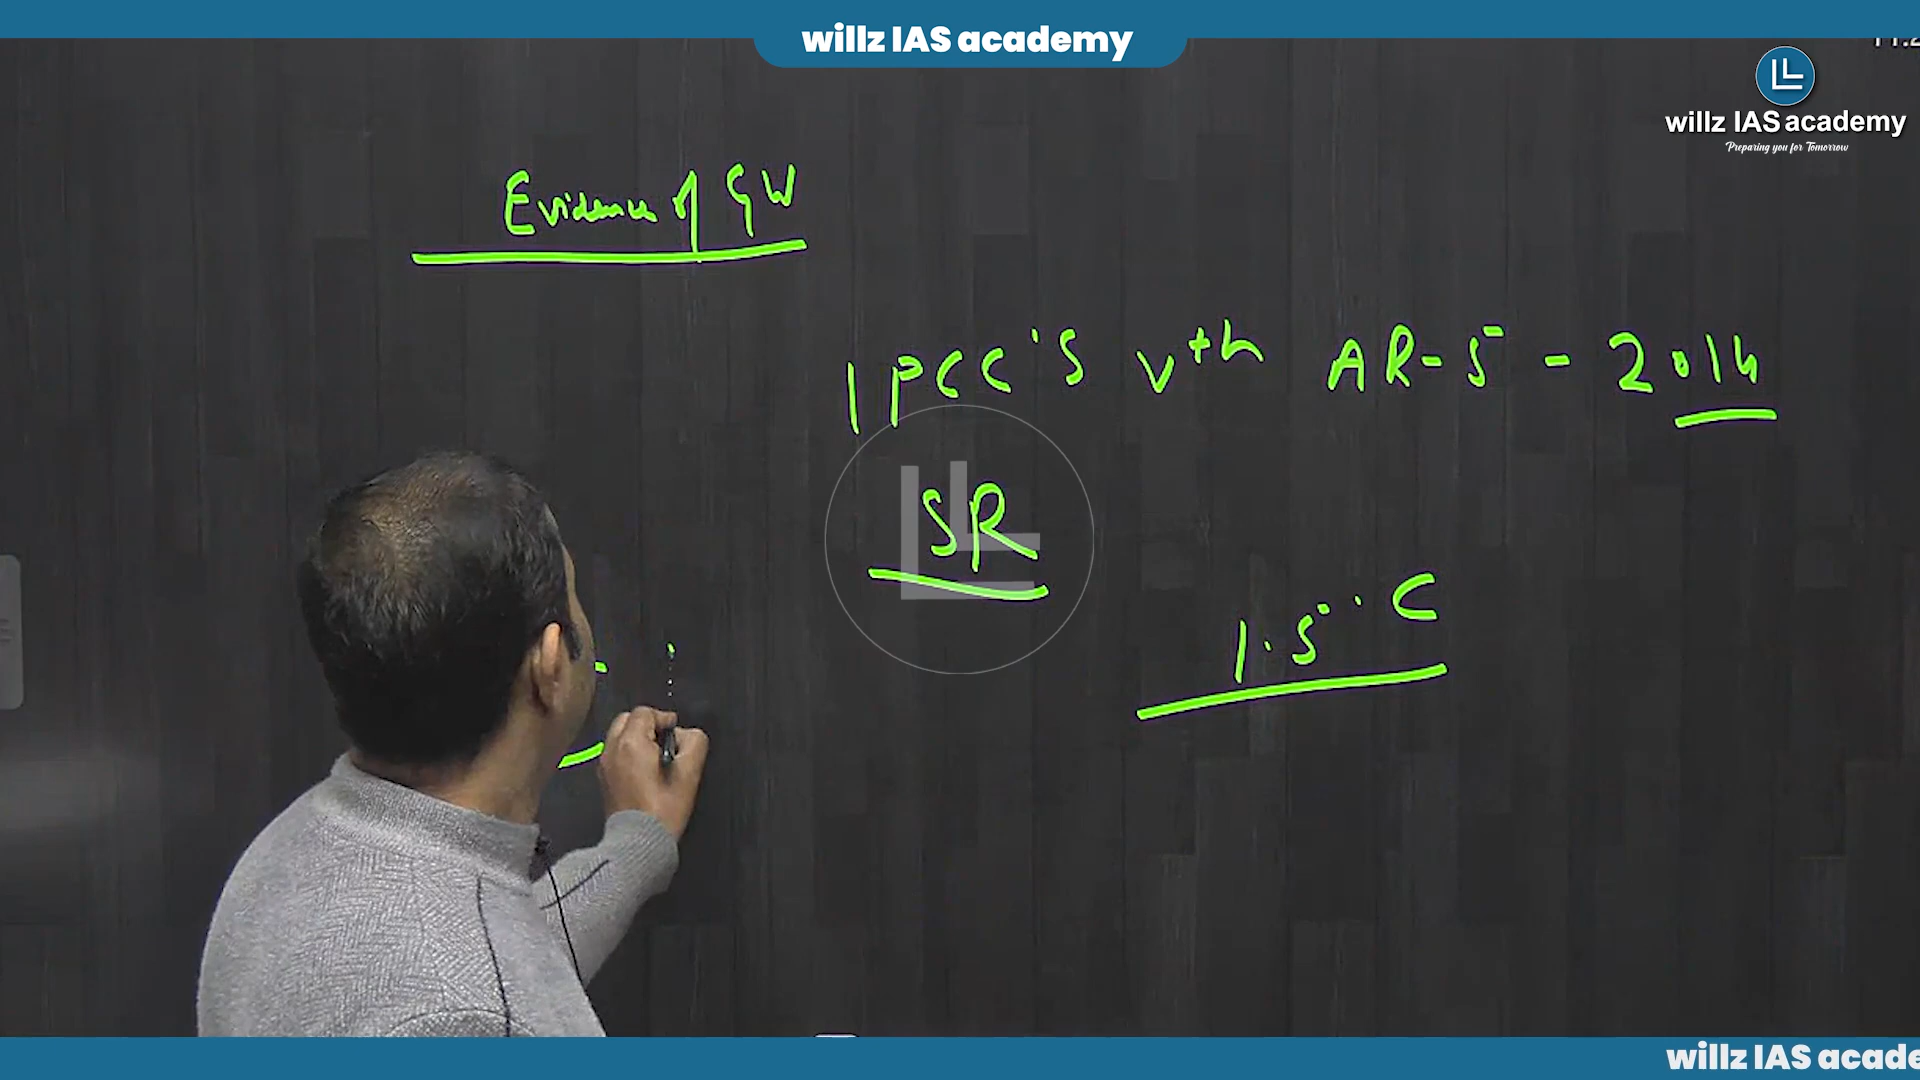 willz IAS academy
willz IAS academy
Preparing you for Tomorrow
Evidence of GW
IPCC'S Vth AR-5 - 2014
SR
1.5°C
willz IAS acade